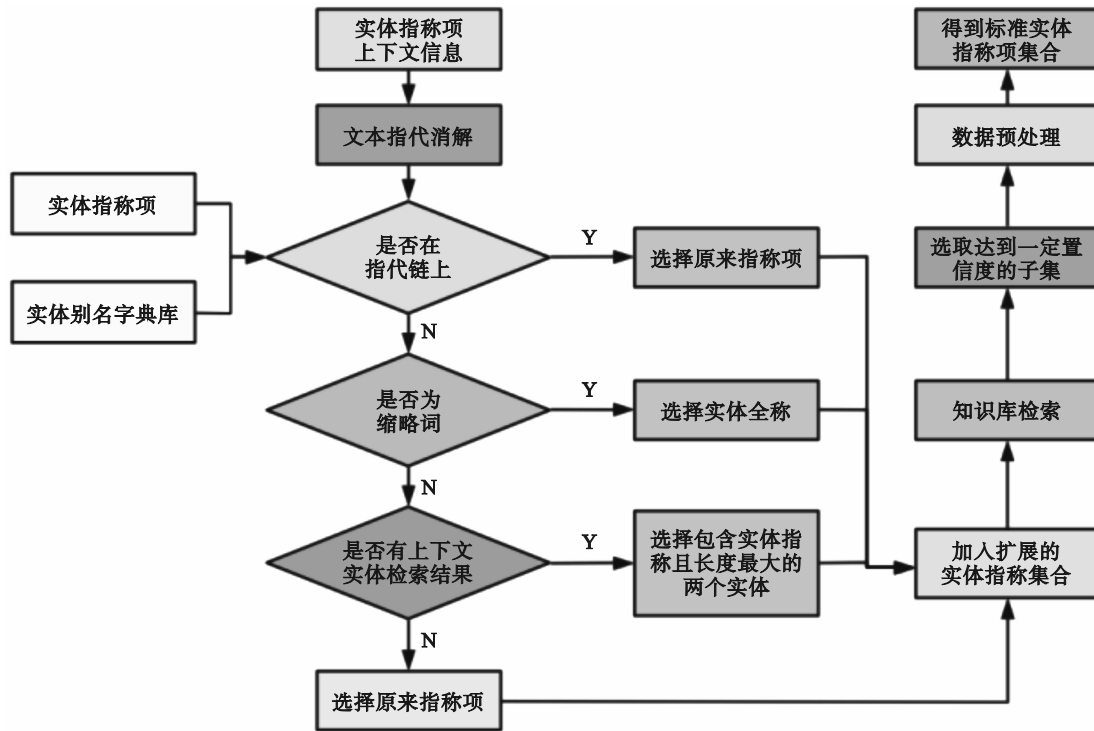 实体指称项
上下文信息
文本指代消解
实体指称项
实体别名字典库
是否在
指代链上
Y
选择原来指称项
N
是否为
缩略词
Y
选择实体全称
N
是否有上下文
实体检索结果
Y
选择包含实体指
称且长度最大的
两个实体
N
选择原来指称项
得到标准实体
指称项集合
数据预处理
选取达到一定置
信度的子集
知识库检索
加入扩展的
实体指称集合